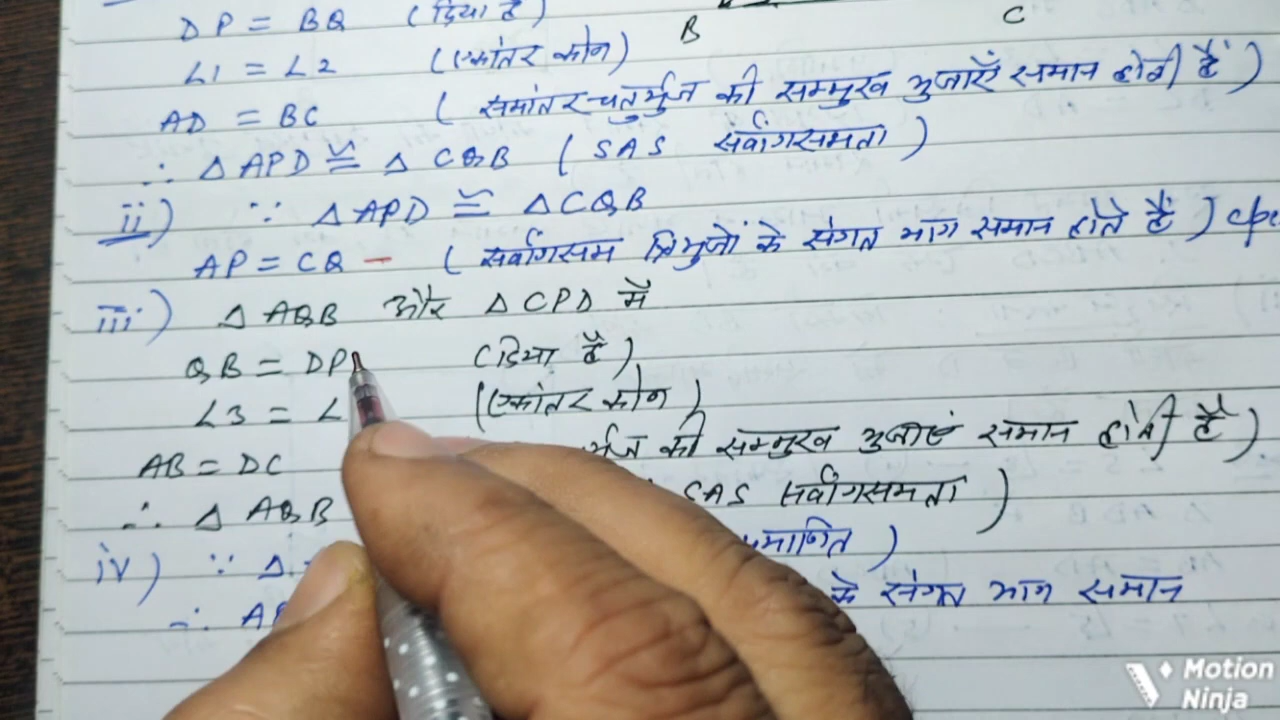 DP = BQ (दिया है)
B C
∠1 = ∠2 (एकांतर कोन)
AD = BC (समांतर चतुर्भुज की सम्मुख भुजाएँ समान होती हैं)
∴ △APD ≅ △CQB (SAS सर्वांगसमता)
ii) ∵ △APD ≅ △CQB
AP = CQ – (सर्वांगसम त्रिभुजों के संगत भाग समान होते हैं) cpc
iii) △AQB और △CPD में
QB = DP (दिया है)
∠3 = ∠ (एकांतर कोन)
AB = DC की सम्मुख भुजाएं समान होती हैं)
∴ △AQB SAS सर्वांगसमता)
iv) ∵ △
∴ के संगत भाग समान
Motion
Ninja